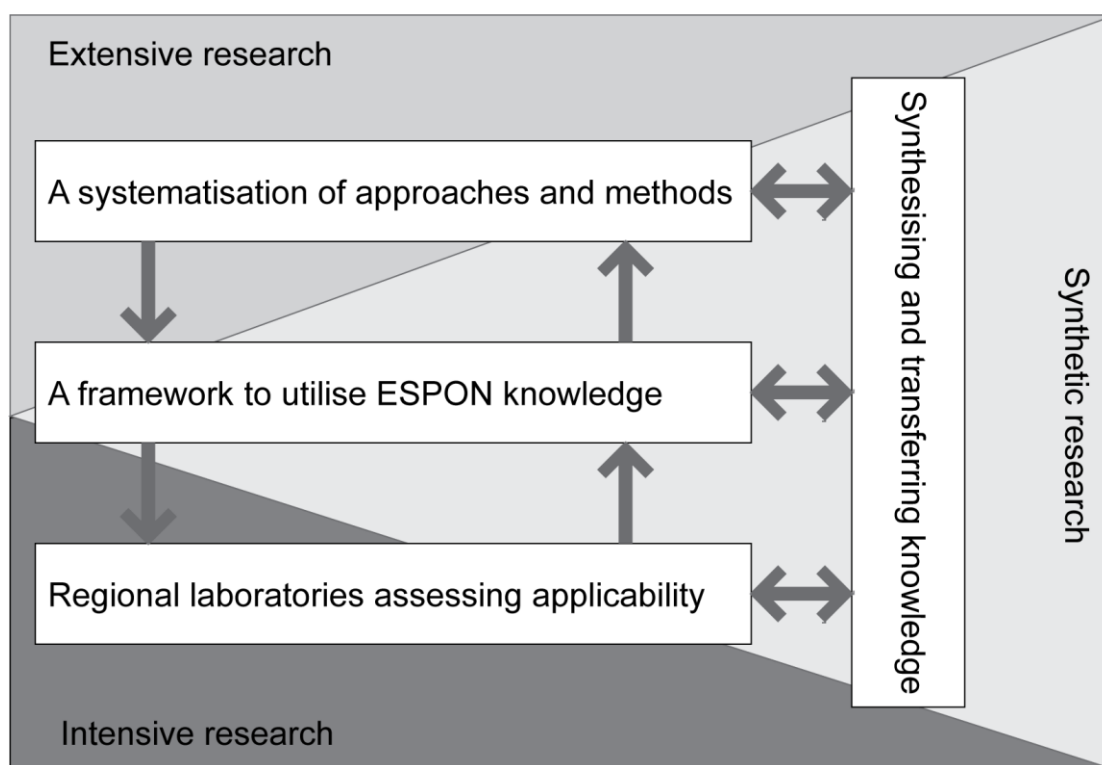 Extensive research
A systematisation of approaches and methods
A framework to utilise ESPON knowledge
Regional laboratories assessing applicability
Intensive research
Synthesising and transferring knowledge
Synthetic research